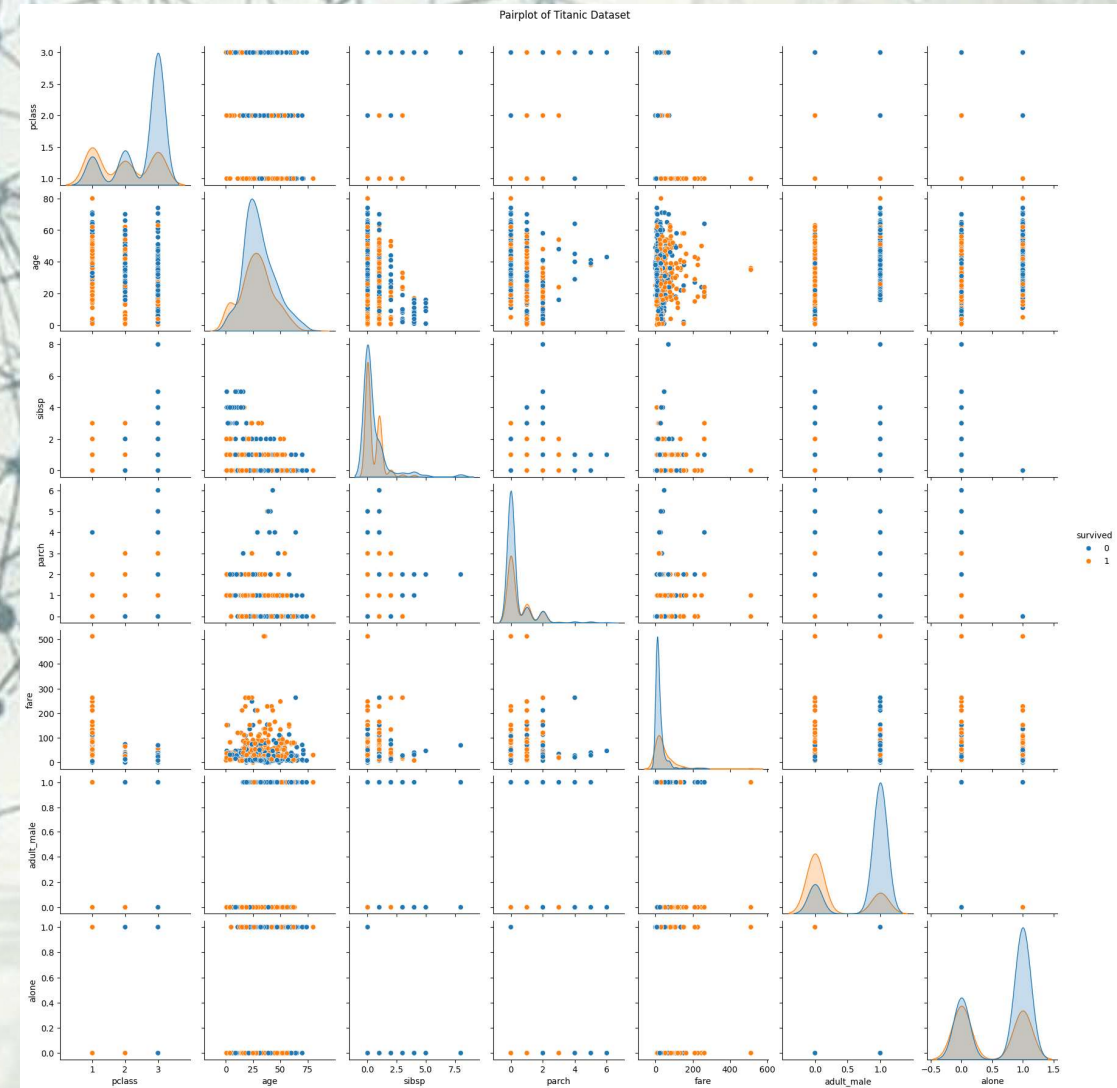 Pairplot of Titanic Dataset
3.0
2.5
2.0
1.5
1.0
pclass
80
60
40
20
0
age
8
6
4
2
0
sibsp
6
5
4
3
2
1
0
parch
survived
0
1
500
400
300
200
100
0
fare
1.0
0.8
0.6
0.4
0.2
0.0
adult_male
1.0
0.8
0.6
0.4
0.2
0.0
alone
1 2 3
0 25 50 75
0.0 2.5 5.0 7.5
0 2 4 6
0 200 400 600
0.0 0.5 1.0
-0.5 0.0 0.5 1.0 1.5
pclass age sibsp parch fare adult_male alone